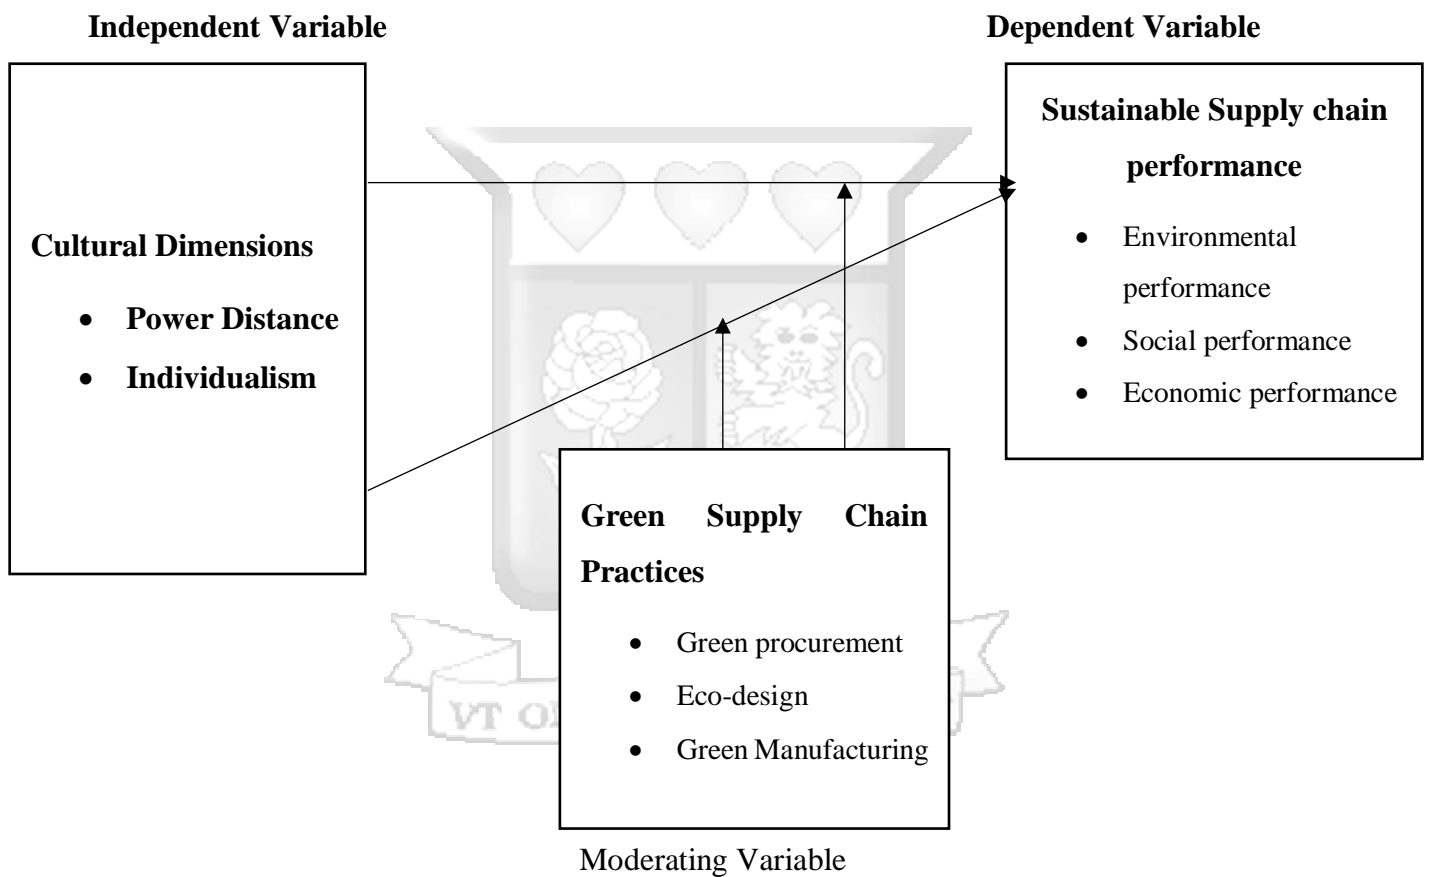 Independent Variable
Dependent Variable
Cultural Dimensions
• Power Distance
• Individualism
Sustainable Supply chain
performance
• Environmental
performance
• Social performance
• Economic performance
Green Supply Chain
Practices
• Green procurement
• Eco-design
• Green Manufacturing
VT
Moderating Variable